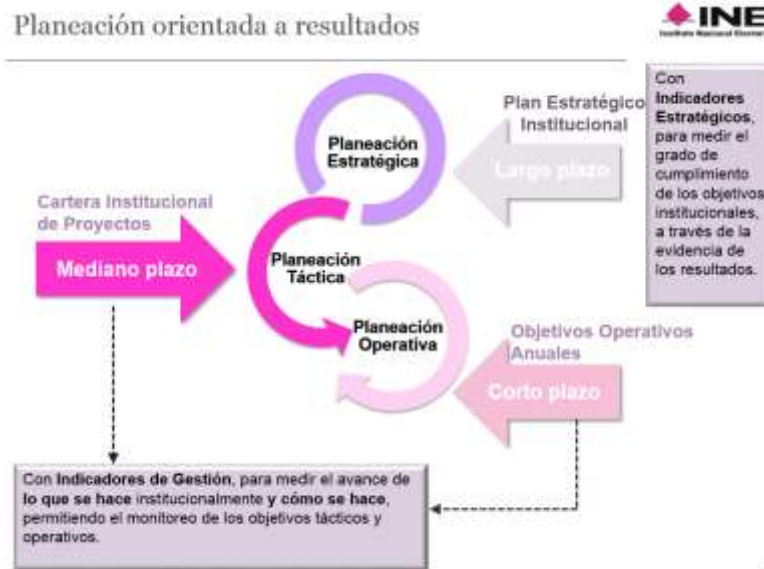 Planeación orientada a resultados
INE
Instituto Nacional Electoral
Plan Estratégico
Institucional
Largo plazo
Con
Indicadores
Estratégicos,
para medir el
grado de
cumplimiento
de los objetivos
institucionales,
a través de la
evidencia de
los resultados.
Planeación
Estratégica
Cartera Institucional
de Proyectos
Mediano plazo
Planeación
Táctica
Planeación
Operativa
Objetivos Operativos
Anuales
Corto plazo
Con Indicadores de Gestión, para medir el avance de
lo que se hace institucionalmente y cómo se hace,
permitiendo el monitoreo de los objetivos tácticos y
operativos.